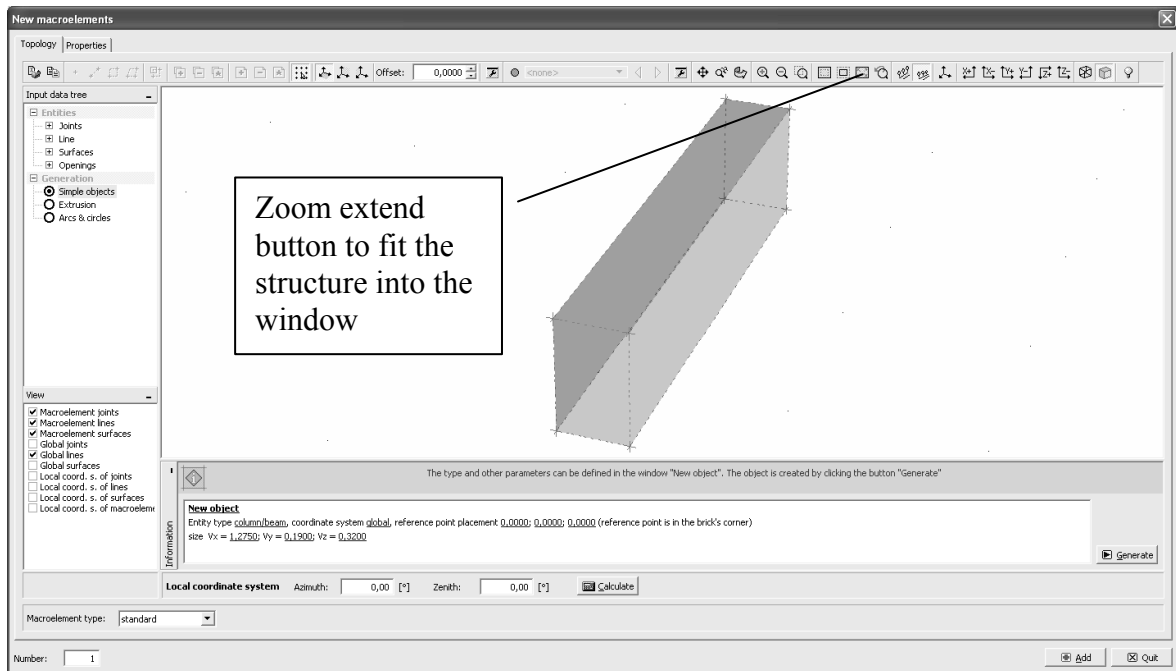 New macroelements
Topology Properties
Offset: 0,0000 <none>
Input data tree
Entities
Joints
Line
Surfaces
Openings
Generation
Simple objects
Extrusion
Arcs & circles
Zoom extend
button to fit the
structure into the
window
View
Macroelement joints
Macroelement lines
Macroelement surfaces
Global joints
Global lines
Global surfaces
Local coord. s. of joints
Local coord. s. of lines
Local coord. s. of surfaces
Local coord. s. of macroeleme
Information
The type and other parameters can be defined in the window "New object". The object is created by clicking the button "Generate"
New object
Entity type column/beam, coordinate system global, reference point placement 0.0000; 0.0000; 0.0000 (reference point is in the brick's corner)
size Vx = 1.2750; Vy = 0.1900; Vz = 0.3200
Generate
Local coordinate system Azimuth: 0,00 [°] Zenith: 0,00 [°] Calculate
Macroelement type: standard
Number: 1 Add Quit